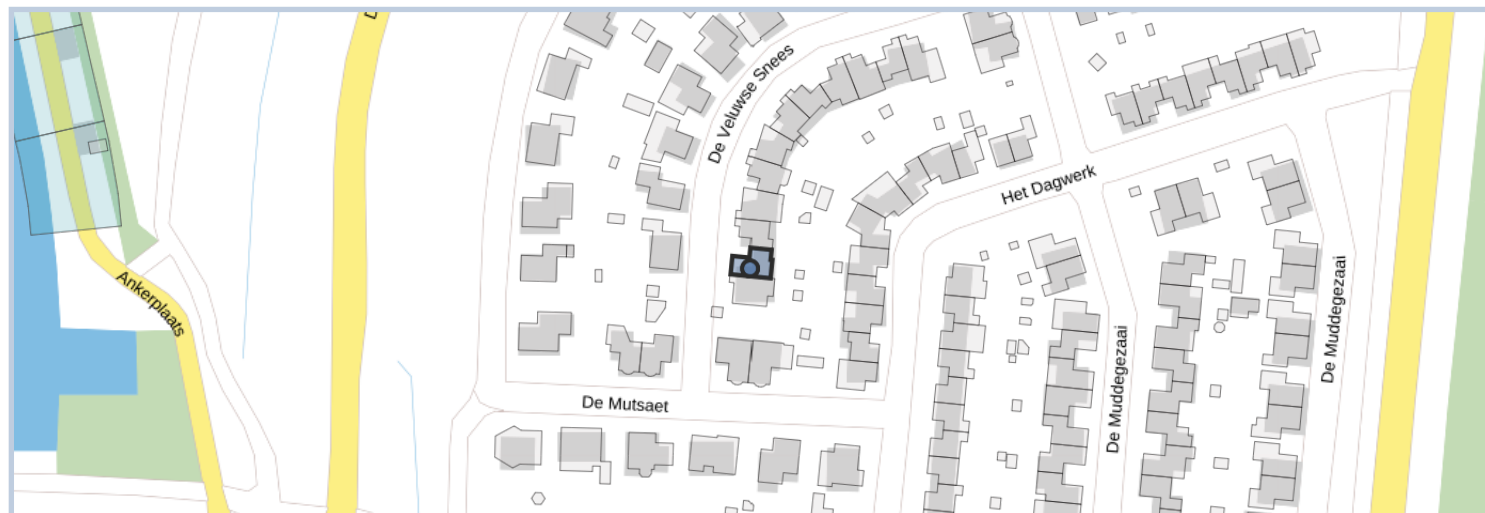 De Veluwse Snees
Het Dagwerk
Ankerplaats
De Muddegezaai
De Muddegezaai
De Mutsaet